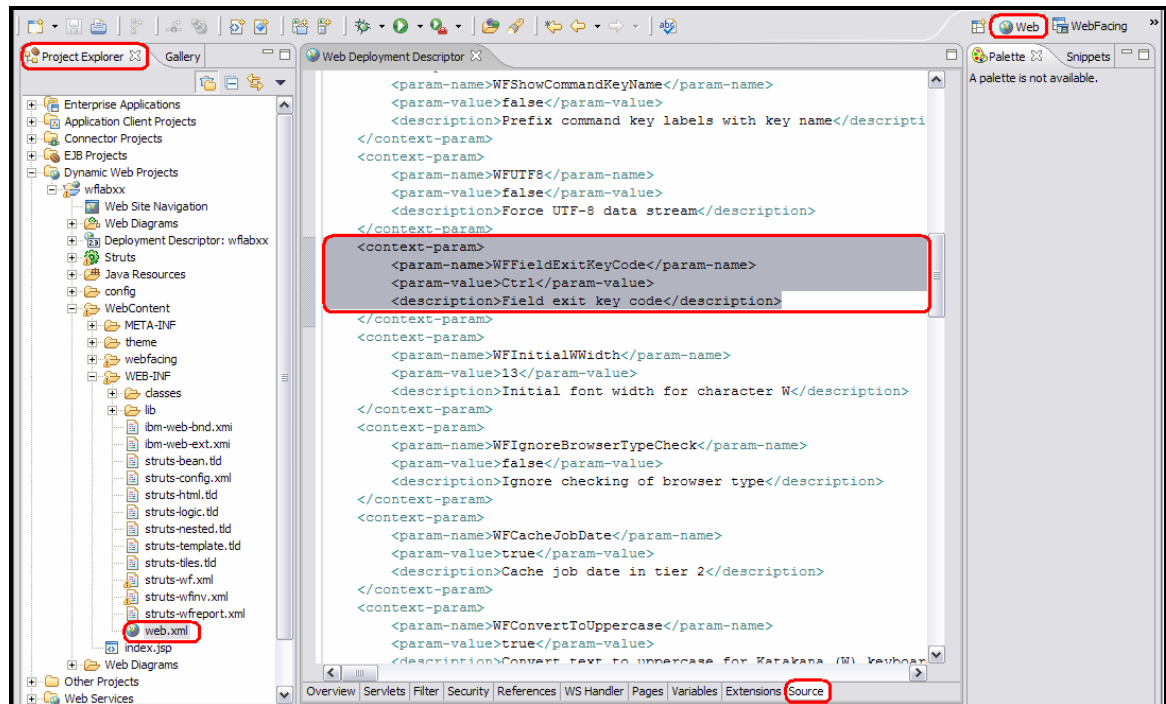 Web
WebFacing
»
Project Explorer
Gallery
Enterprise Applications
Application Client Projects
Connector Projects
EJB Projects
Dynamic Web Projects
wflabxx
Web Site Navigation
Web Diagrams
Deployment Descriptor: wflabxx
Struts
Java Resources
config
WebContent
META-INF
theme
webfacing
WEB-INF
classes
lib
ibm-web-bnd.xmi
ibm-web-ext.xmi
struts-bean.tld
struts-config.xml
struts-html.tld
struts-logic.tld
struts-nested.tld
struts-template.tld
struts-tiles.tld
struts-wf.xml
struts-wfinv.xml
struts-wfreport.xml
web.xml
index.jsp
Web Diagrams
Other Projects
Web Services
Web Deployment Descriptor
<param-name>WFShowCommandKeyName</param-name>
<param-value>false</param-value>
<description>Prefix command key labels with key name</descripti
</context-param>
<context-param>
<param-name>WFUTF8</param-name>
<param-value>false</param-value>
<description>Force UTF-8 data stream</description>
</context-param>
<context-param>
<param-name>WFFieldExitKeyCode</param-name>
<param-value>Ctrl</param-value>
<description>Field exit key code</description>
</context-param>
<context-param>
<param-name>WFInitialWWidth</param-name>
<param-value>13</param-value>
<description>Initial font width for character W</description>
</context-param>
<context-param>
<param-name>WFIgnoreBrowserTypeCheck</param-name>
<param-value>false</param-value>
<description>Ignore checking of browser type</description>
</context-param>
<context-param>
<param-name>WFCacheJobDate</param-name>
<param-value>true</param-value>
<description>Cache job date in tier 2</description>
</context-param>
<context-param>
<param-name>WFConvertToUppercase</param-name>
<param-value>true</param-value>
<description>Convert text to uppercase for Katakana (W) keyboar
Overview Servlets Filter Security References WS Handler Pages Variables Extensions Source
Palette
Snippets
A palette is not available.